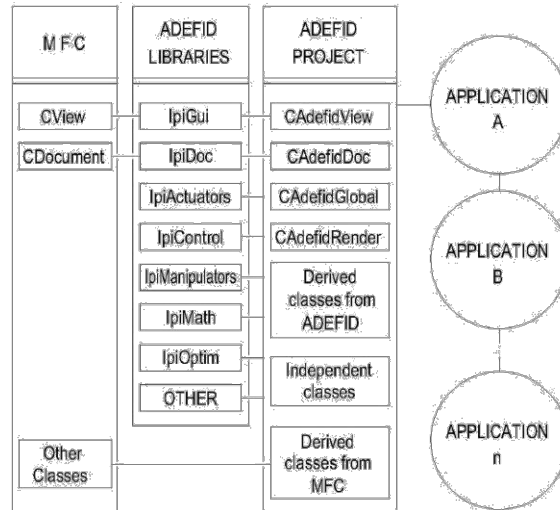 MFC
ADEFID
LIBRARIES
ADEFID
PROJECT
CView
IpiGui
CAdefidView
CDocument
IpiDoc
CAdefidDoc
IpiActuators
CAdefidGlobal
IpiControl
CAdefidRender
IpiManipulators
Derived
classes from
ADEFID
IpiMath
IpiOptim
Independent
classes
OTHER
Other
Classes
Derived
classes from
MFC
APPLICATION
A
APPLICATION
B
APPLICATION
n